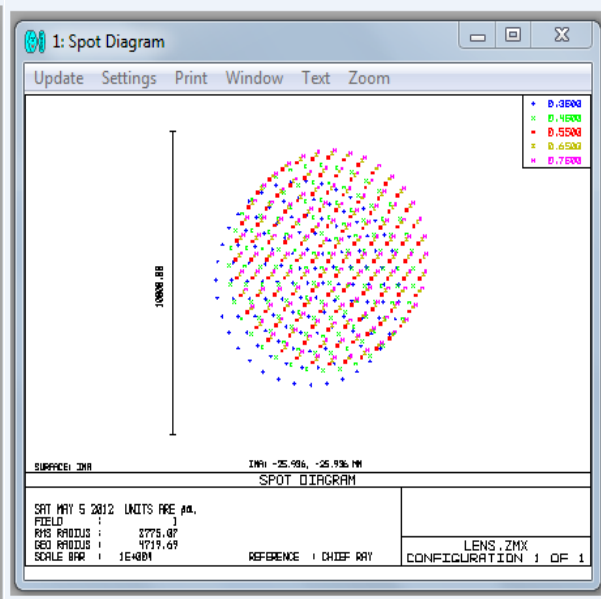 1: Spot Diagram
Update Settings Print Window Text Zoom
+ 0.3600
× 0.4600
0.5500
0.6500
0.7600
10000.00
SURFACE: IMA
IMA: -25.936, -25.936 MM
SPOT DIAGRAM
SAT MAY 5 2012 UNITS ARE µm.
FIELD : 1
RMS RADIUS : 2775.07
GEO RADIUS : 4719.69
SCALE BAR : 1E+004
REFERENCE : CHIEF RAY
LENS.ZMX
CONFIGURATION 1 OF 1